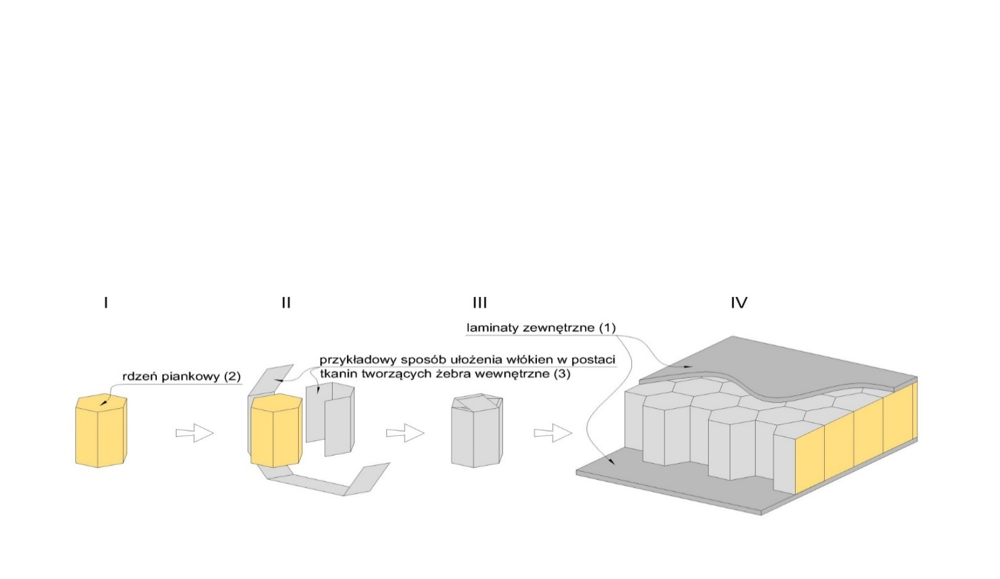 I
II
III
IV
laminaty zewnętrzne (1)
przykładowy sposób ułożenia włókien w postaci
tkanin tworzących żebra wewnętrzne (3)
rdzeń piankowy (2)